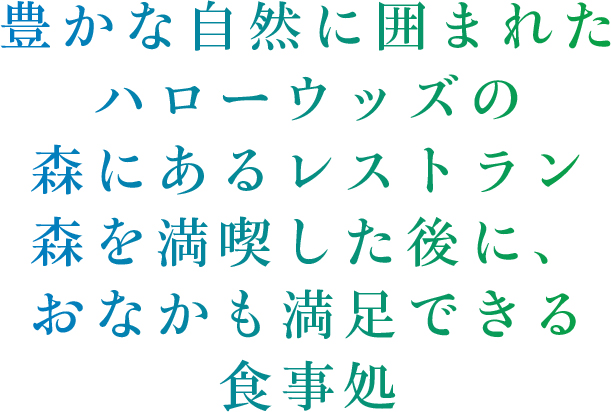 豊かな自然に囲まれた
ハローウッズの
森にあるレストラン
森を満喫した後に、
おなかも満足できる
食事処